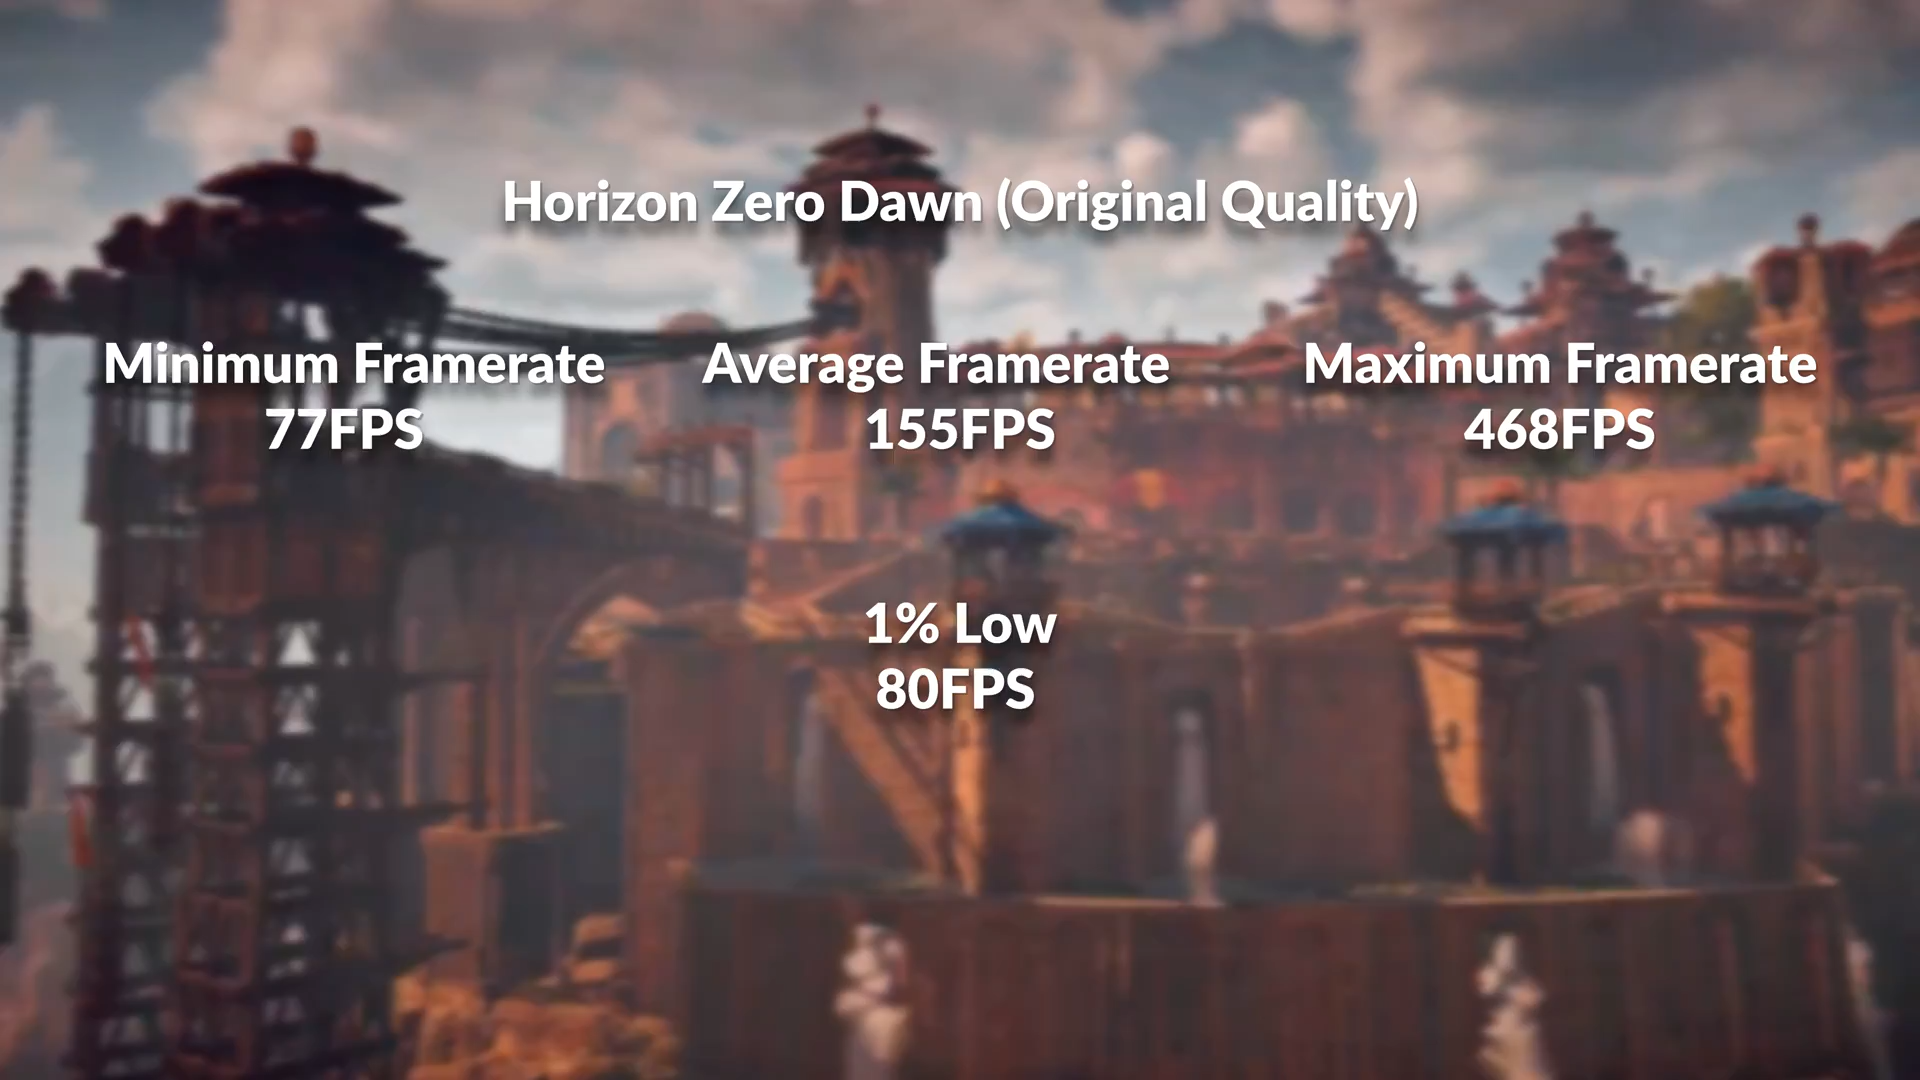 Horizon Zero Dawn (Original Quality)
Minimum Framerate
77FPS
Average Framerate
155FPS
Maximum Framerate
468FPS
1% Low
80FPS